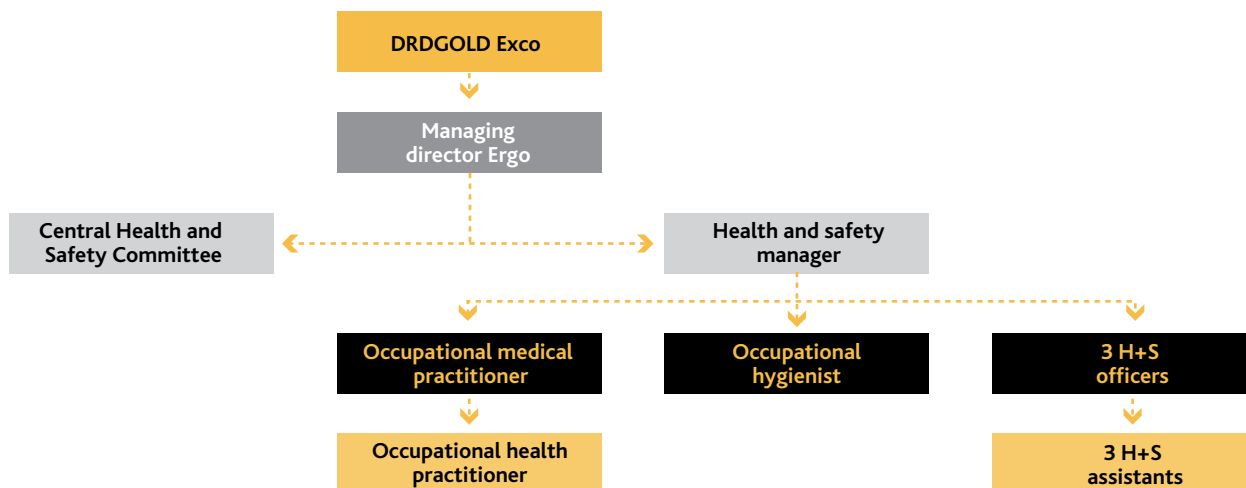 DRDGOLD Exco
Managing
director Ergo
Central Health and
Safety Committee
Health and safety
manager
Occupational medical
practitioner
Occupational
hygienist
3 H+S
officers
Occupational health
practitioner
3 H+S
assistants